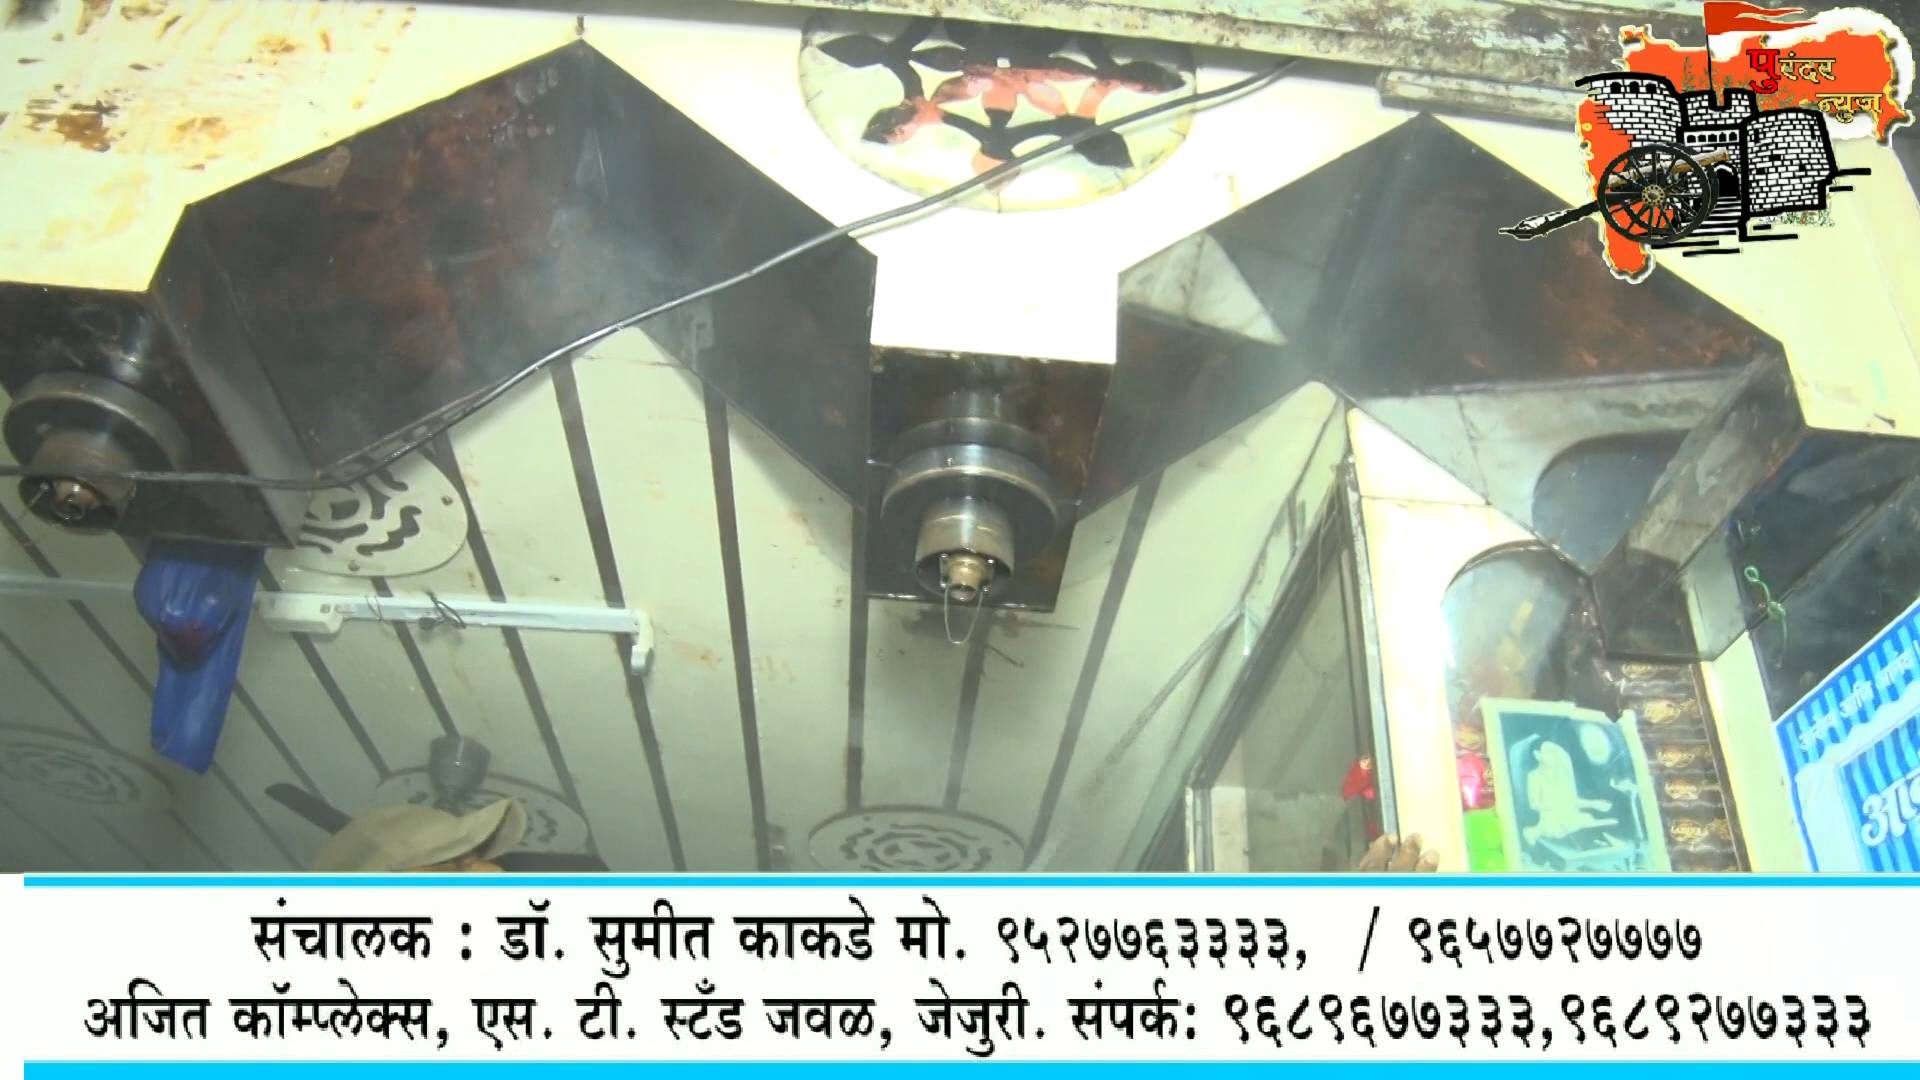 पुरंदर
न्युज
संचालक : डॉ. सुमीत काकडे मो. ९५२७७६३३३३, / ९६५७७२७७७७
अजित कॉम्प्लेक्स, एस. टी. स्टँड जवळ, जेजुरी. संपर्क: ९६८९६७७३३३,९६८९२७७३३३